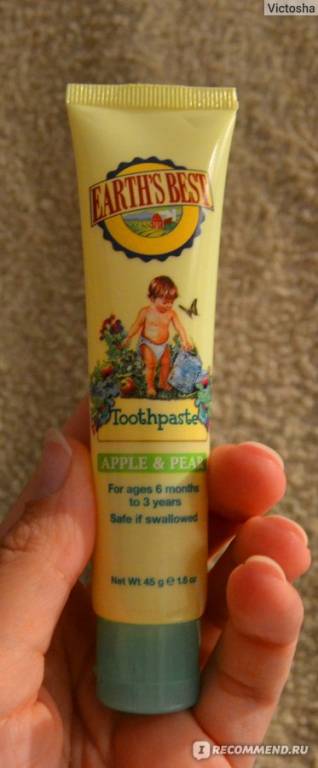 Victosha
EARTH'S BEST
Toothpaste
APPLE & PEAR
For ages 6 months
to 3 years
Safe if swallowed
Net Wt 45 g e 1.6 oz
IRECOMMEND.RU